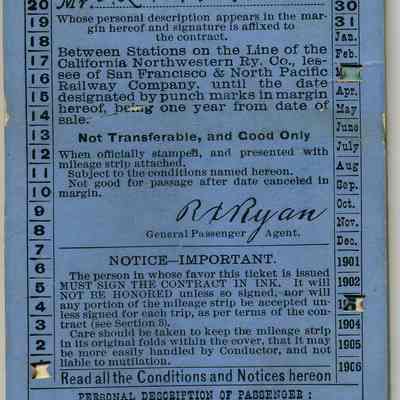 20 Mr. 30
19 Whose personal description appears in the mar- 31
18 gin hereof and signature is affixed to Jan.
the contract.
17 Between Stations on the Line of the Feb.
16 California Northwestern Ry. Co., les-
see of San Francisco & North Pacific
15 Railway Company, until the date Apr.
designated by punch marks in margin
14 hereof, being one year from date of May
sale. June
13 Not Transferable, and Good Only July
12 When officially stamped, and presented with
mileage strip attached. Aug
11 Subject to the conditions named hereon. Sep.
10 Not good for passage after date canceled in
margin. Oct.
9 R X Ryan Nov.
8 General Passenger Agent. Dec.
7
6 NOTICE—IMPORTANT. 1901
The person in whose favor this ticket is issued
5 MUST SIGN THE CONTRACT IN INK. It will 1902
NOT BE HONORED unless so signed, nor will
4 any portion of the mileage strip be accepted un-
less signed for each trip, as per terms of the con-
3 tract (see Section 8). 1904
Care should be taken to keep the mileage strip
2 in its original folds within the cover, that it may 1905
be more easily handled by Conductor, and not
liable to mutilation. 1906
Read all the Conditions and Notices hereon
PERSONAL DESCRIPTION OF PASSENGER: